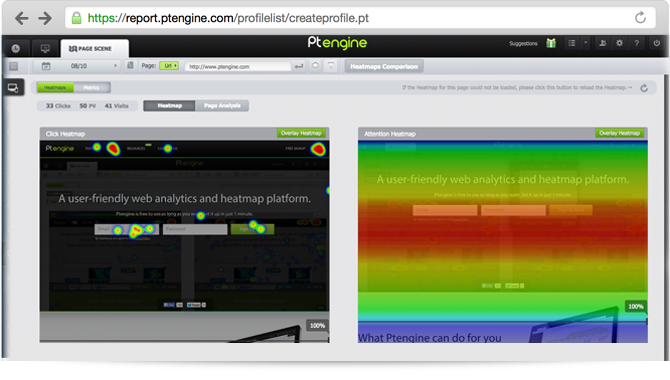 https://report.ptengine.com/profilelist/createprofile.pt
PAGE SCENE
Ptengine
Suggestions
08/10
Page:
Url
http://www.ptengine.com
Heatmaps Comparison
Heatmaps
Metrics
If the Heatmap for this page could not be loaded, please click this button to reload the Heatmap.→
33 Clicks 50 PV 41 Visits
Heatmap
Page Analysis
Click Heatmap
Overlay Heatmap
Ptengine
Ptengine
A user-friendly web analytics and heatmap platform.
Ptengine is free to use as long as you want. Set it up in just 1 minute.
Email
Password
100%
Attention Heatmap
Overlay Heatmap
A user-friendly web analytics and heatmap platform.
100%
What Ptengine can do for you